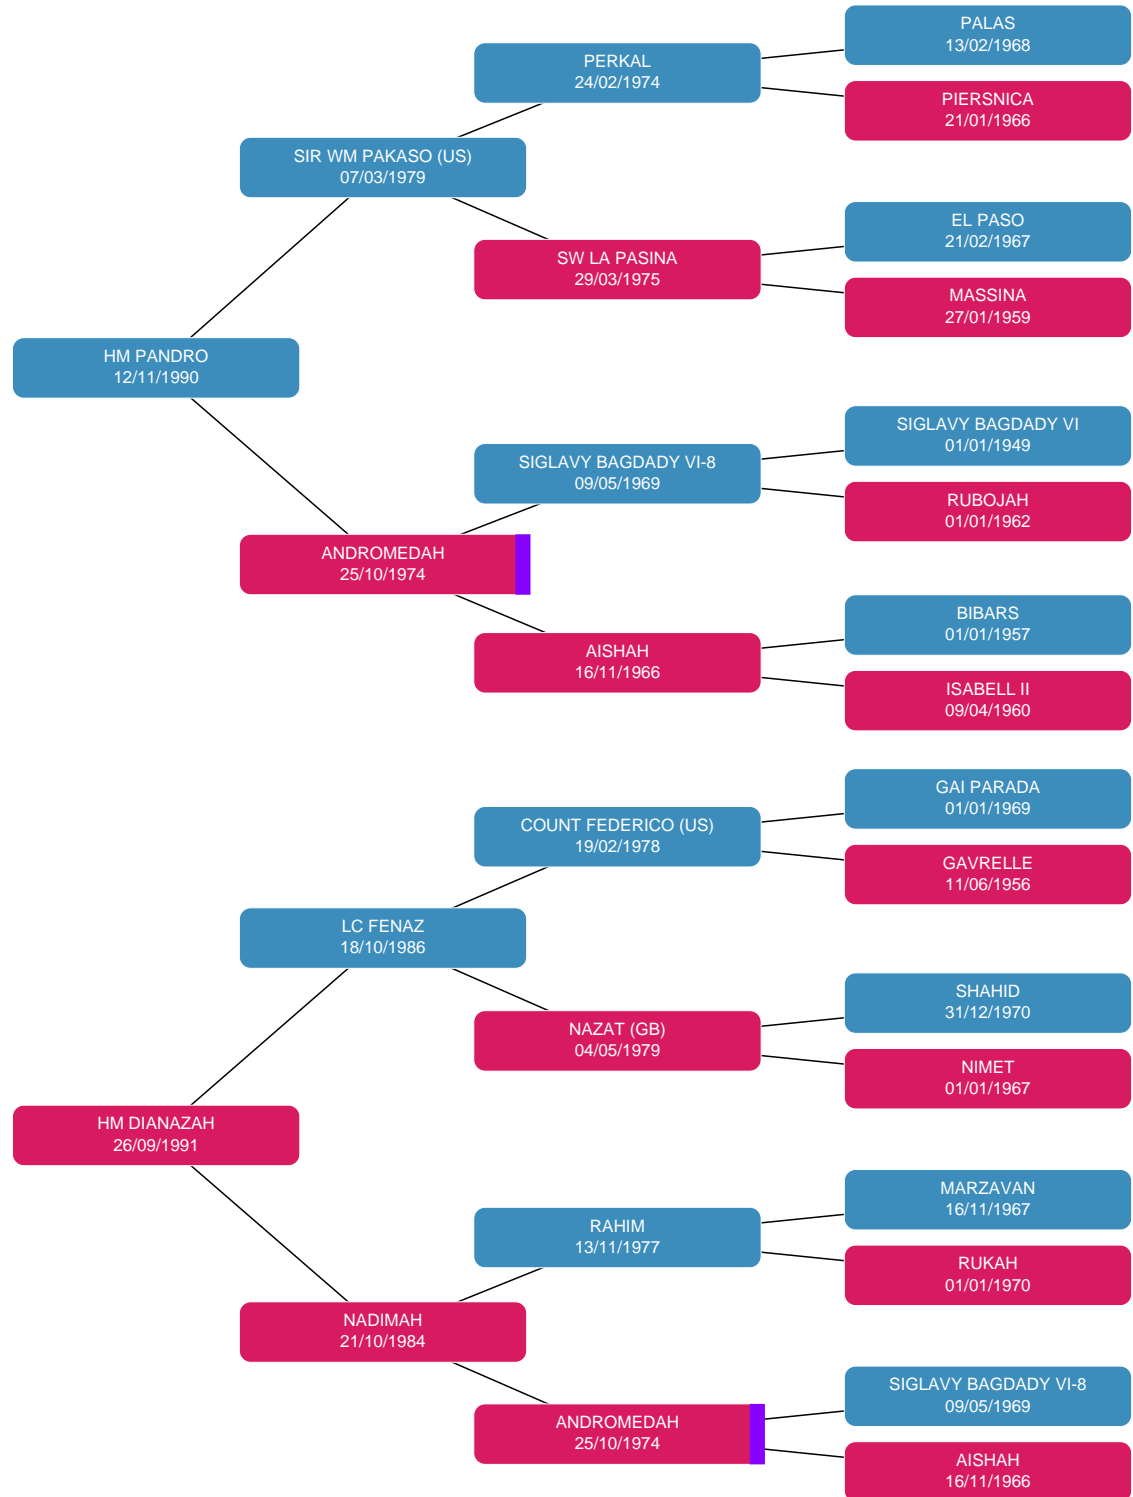 PALAS
13/02/1968
PERKAL
24/02/1974
PIERSNICA
21/01/1966
SIR WM PAKASO (US)
07/03/1979
EL PASO
21/02/1967
SW LA PASINA
29/03/1975
MASSINA
27/01/1959
HM PANDRO
12/11/1990
SIGLAVY BAGDADY VI
01/01/1949
SIGLAVY BAGDADY VI-8
09/05/1969
RUBOJAH
01/01/1962
ANDROMEDAH
25/10/1974
BIBARS
01/01/1957
AISHAH
16/11/1966
ISABELL II
09/04/1960
GAI PARADA
01/01/1969
COUNT FEDERICO (US)
19/02/1978
GAVRELLE
11/06/1956
LC FENAZ
18/10/1986
SHAHID
31/12/1970
NAZAT (GB)
04/05/1979
NIMET
01/01/1967
HM DIANAZAH
26/09/1991
MARZAVAN
16/11/1967
RAHIM
13/11/1977
RUKAH
01/01/1970
NADIMAH
21/10/1984
SIGLAVY BAGDADY VI-8
09/05/1969
ANDROMEDAH
25/10/1974
AISHAH
16/11/1966